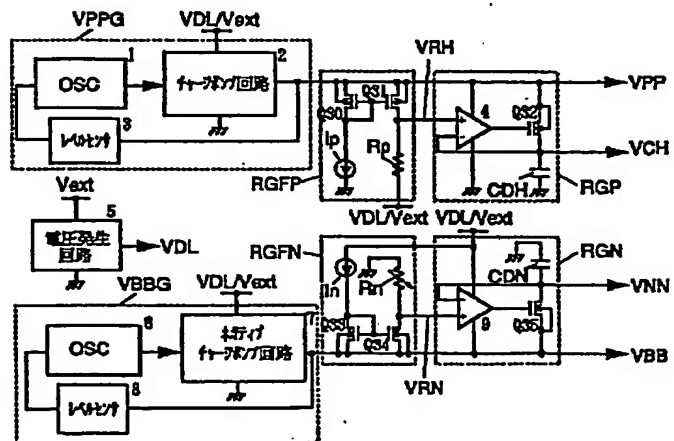 VPPG
VDL/Vext
1
OSC
2
チャージポンプ回路
3
レベルセンサ
Q30
Q31
Ip
Rp
RGFP
VDL/Vext
VRH
4
Q32
CDH
RGP
VPP
VCH
Vext
5
電圧発生
回路
VDL
VBBG
VDL/Vext
6
OSC
7
ネガティブ
チャージポンプ回路
8
レベルセンサ
RGFN
In
Rn
Q33
Q34
VRN
VDL/Vext
9
CDN
Q35
RGN
VNN
VBB